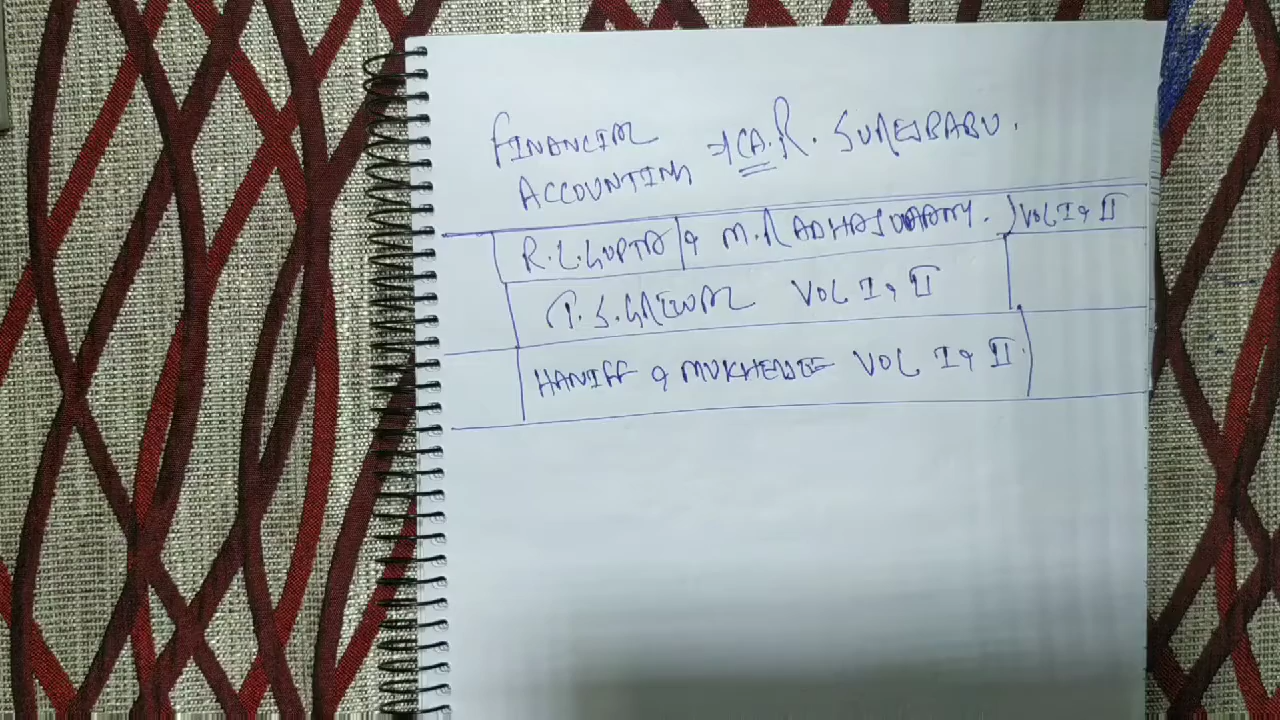 FINANCIAL
ACCOUNTING → CA. R. SURESBABU.
R.L. GUPTA & M. RADHASWAMY. VOL I & II
T.S. GREWAL VOL I & II
HANIFF & MUKHERJEE VOL I & II